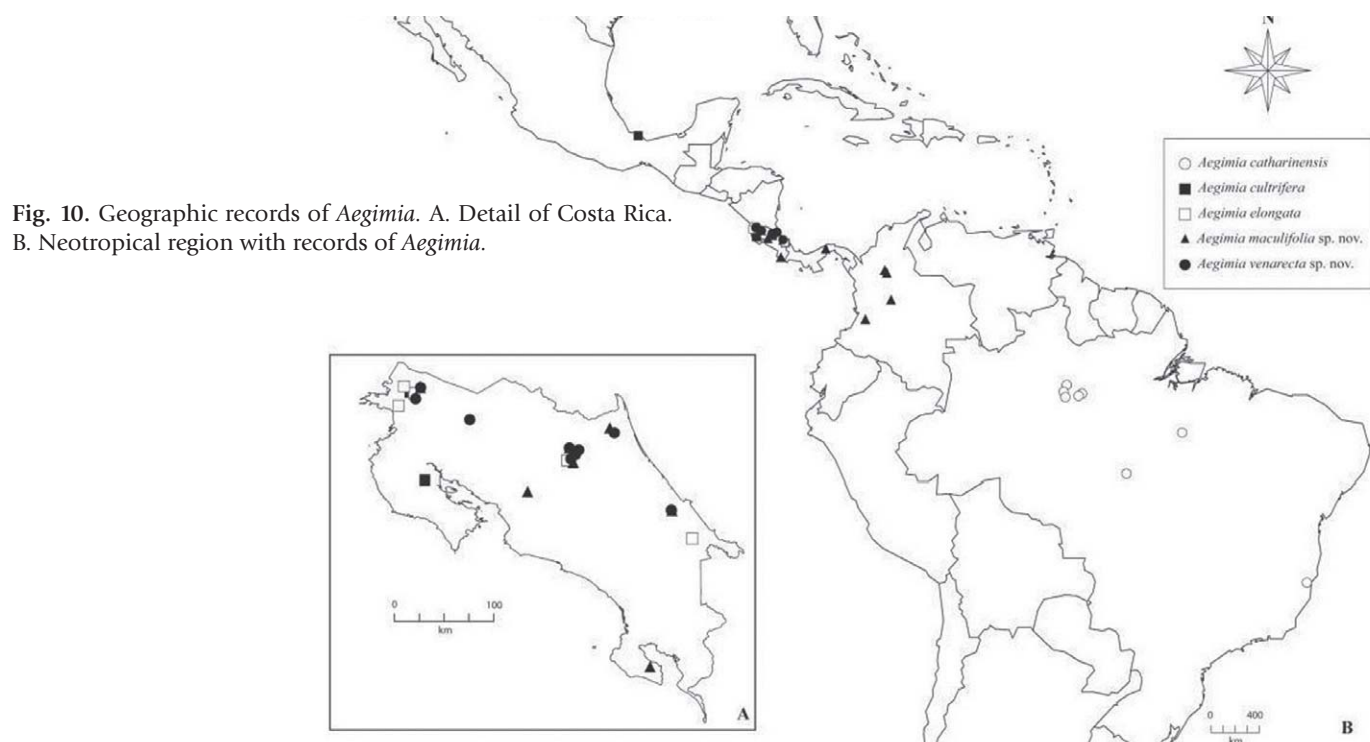 N
Aegimia catharinensis
Aegimia cultrifera
Aegimia elongata
Aegimia maculifolia sp. nov.
Aegimia venarecta sp. nov.
Fig. 10. Geographic records of Aegimia. A. Detail of Costa Rica.
B. Neotropical region with records of Aegimia.
0 100
km
A
0 400
km
B